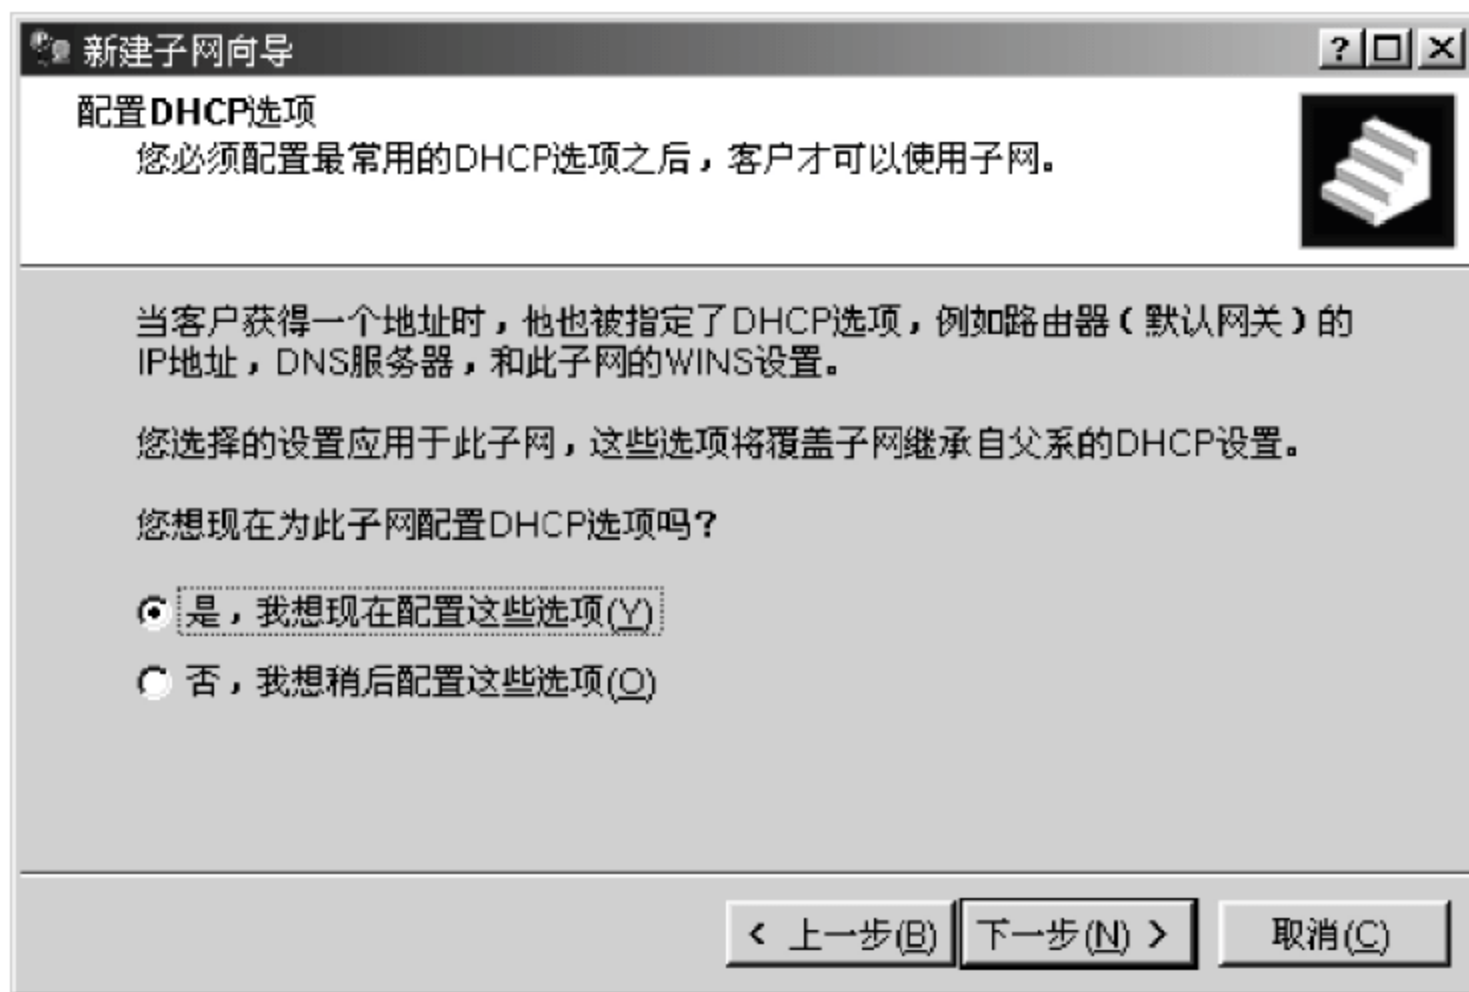 新建子网向导
配置DHCP选项
您必须配置最常用的DHCP选项之后，客户才可以使用子网。
当客户获得一个地址时，他也被指定了DHCP选项，例如路由器（默认网关）的
IP地址，DNS服务器，和此子网的WINS设置。
您选择的设置应用于此子网，这些选项将覆盖子网继承自父系的DHCP设置。
您想现在为此子网配置DHCP选项吗？
是，我想现在配置这些选项(Y)
否，我想稍后配置这些选项(O)
< 上一步(B) 下一步(N) > 取消(C)